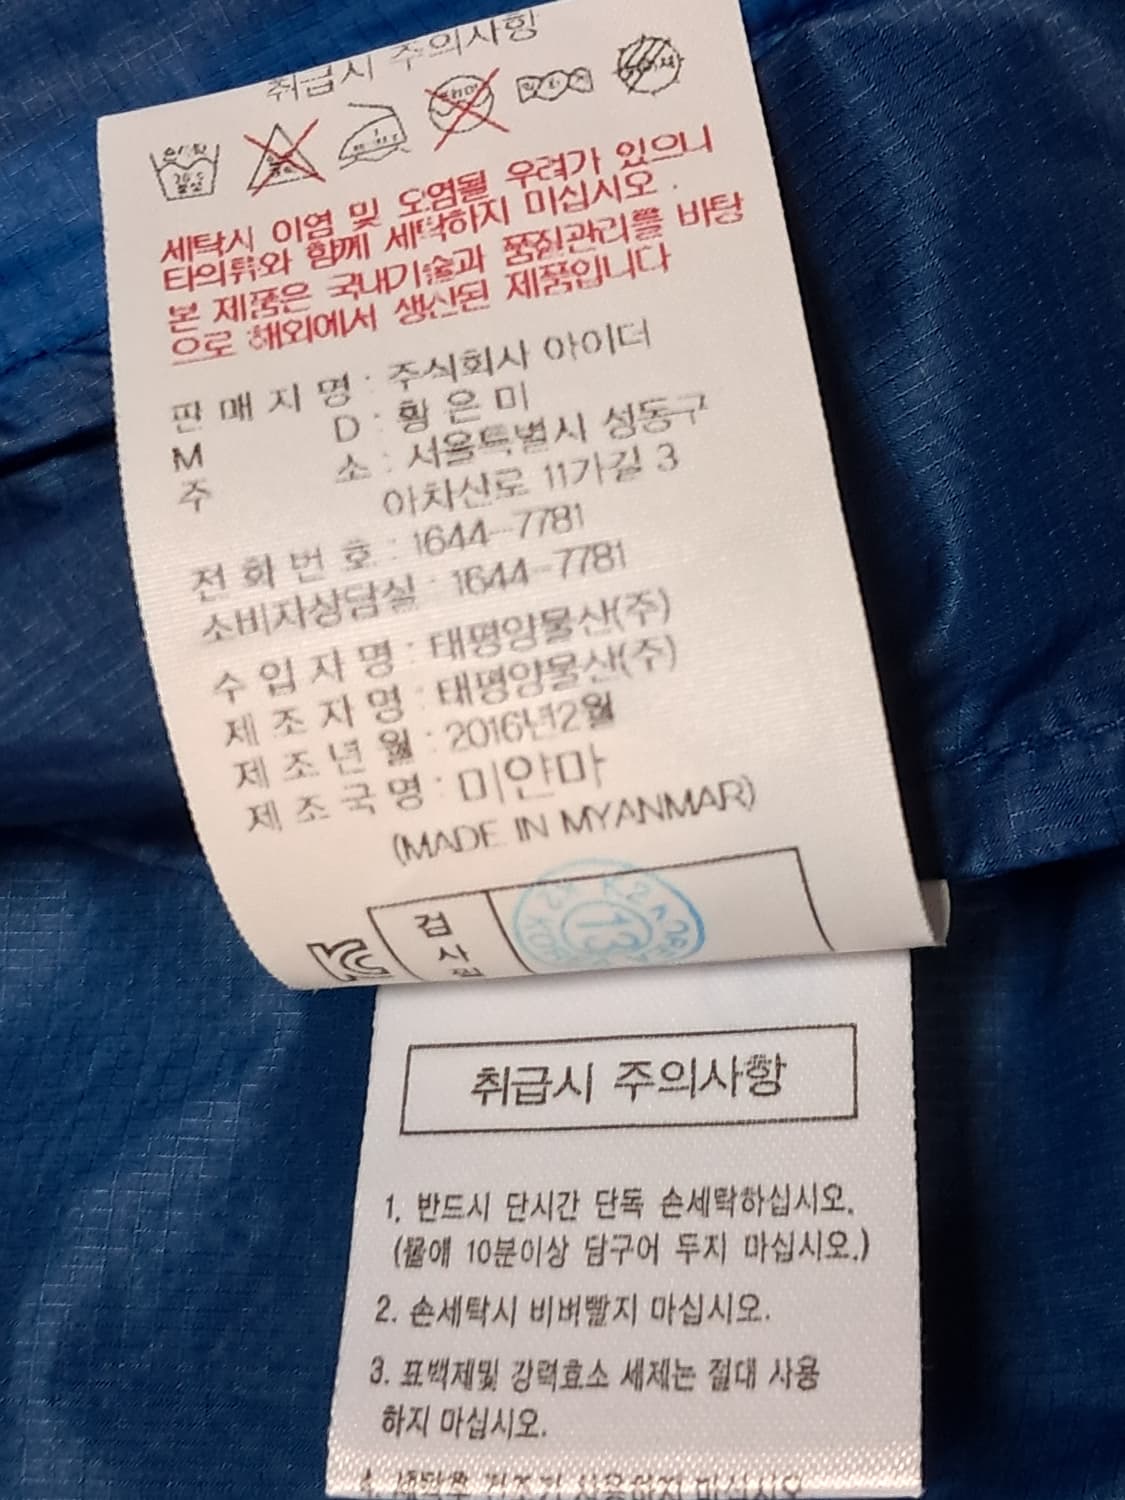 취급시 주의사항
세탁시 이염 및 오염될 우려가 있으니
타의류와 함께 세탁하지 마십시오.
본 제품은 국내기술과 품질관리를 바탕
으로 해외에서 생산된 제품입니다
판매자명 : 주식회사 아이더
M D : 황은미
주 소 : 서울특별시 성동구
아차산로 11가길 3
전화번호 : 1644-7781
소비자상담실 : 1644-7781
수입자명 : 태평양물산(주)
제조자명 : 태평양물산(주)
제조년월 : 2016년2월
제조국명 : 미얀마
(MADE IN MYANMAR)
검사
K2
13
취급시 주의사항
1. 반드시 단시간 단독 손세탁하십시오.
(물에 10분이상 담구어 두지 마십시오.)
2. 손세탁시 비벼빨지 마십시오.
3. 표백제및 강력효소 세제는 절대 사용
하지 마십시오.